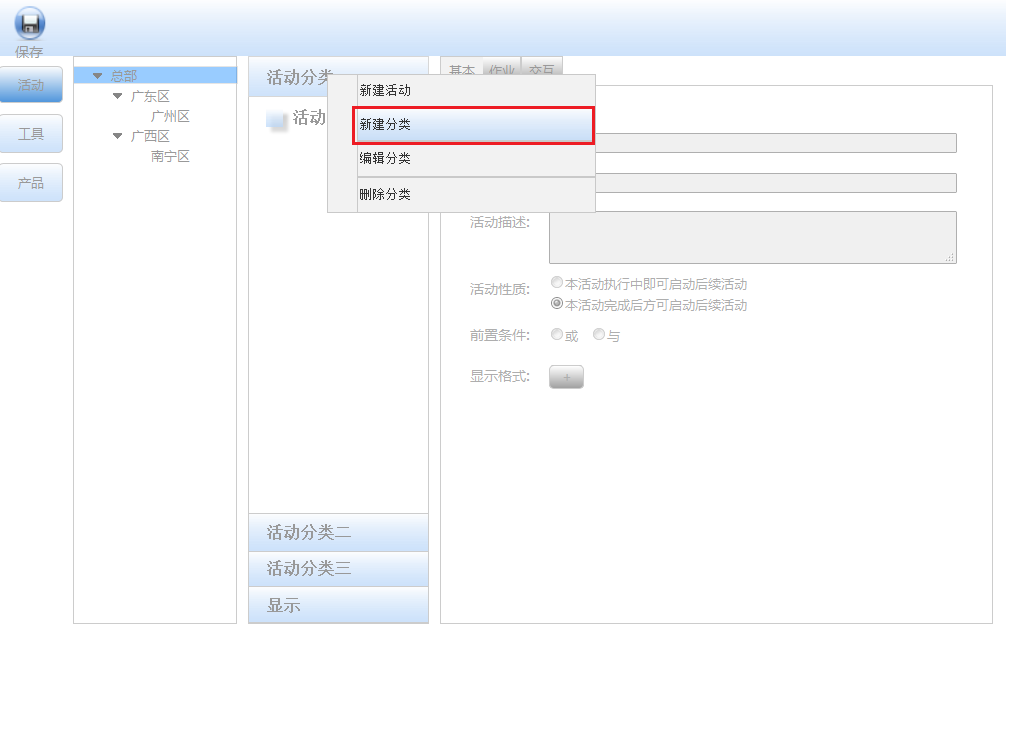 保存
活动
工具
产品
总部
广东区
广州区
广西区
南宁区
活动分类
活动
活动分类二
活动分类三
显示
新建活动
新建分类
编辑分类
删除分类
基本 作业 交互
活动描述:
活动性质:
本活动执行中即可启动后续活动
本活动完成后方可启动后续活动
前置条件: 或 与
显示格式: +